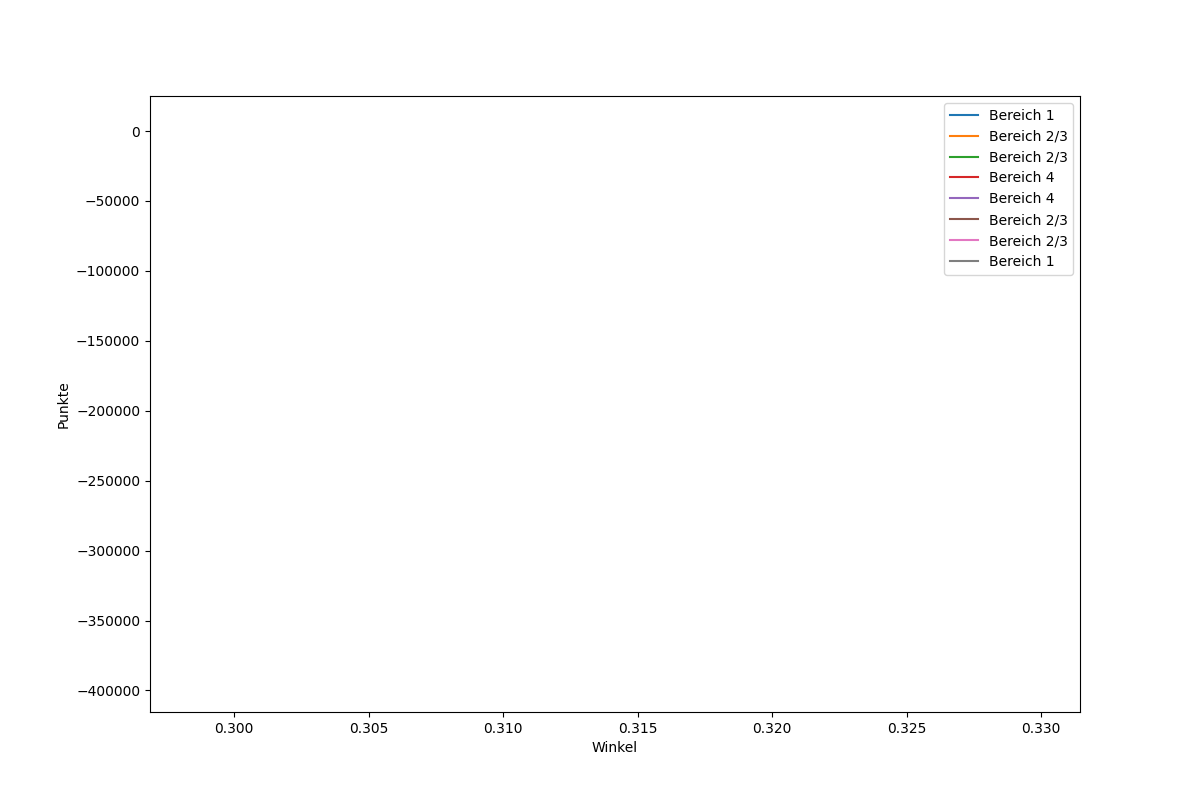 Bereich 1
Bereich 2/3
Bereich 2/3
Bereich 4
Bereich 4
Bereich 2/3
Bereich 2/3
Bereich 1
0
−50000
−100000
−150000
−200000
−250000
−300000
−350000
−400000
Punkte
0.300 0.305 0.310 0.315 0.320 0.325 0.330
Winkel